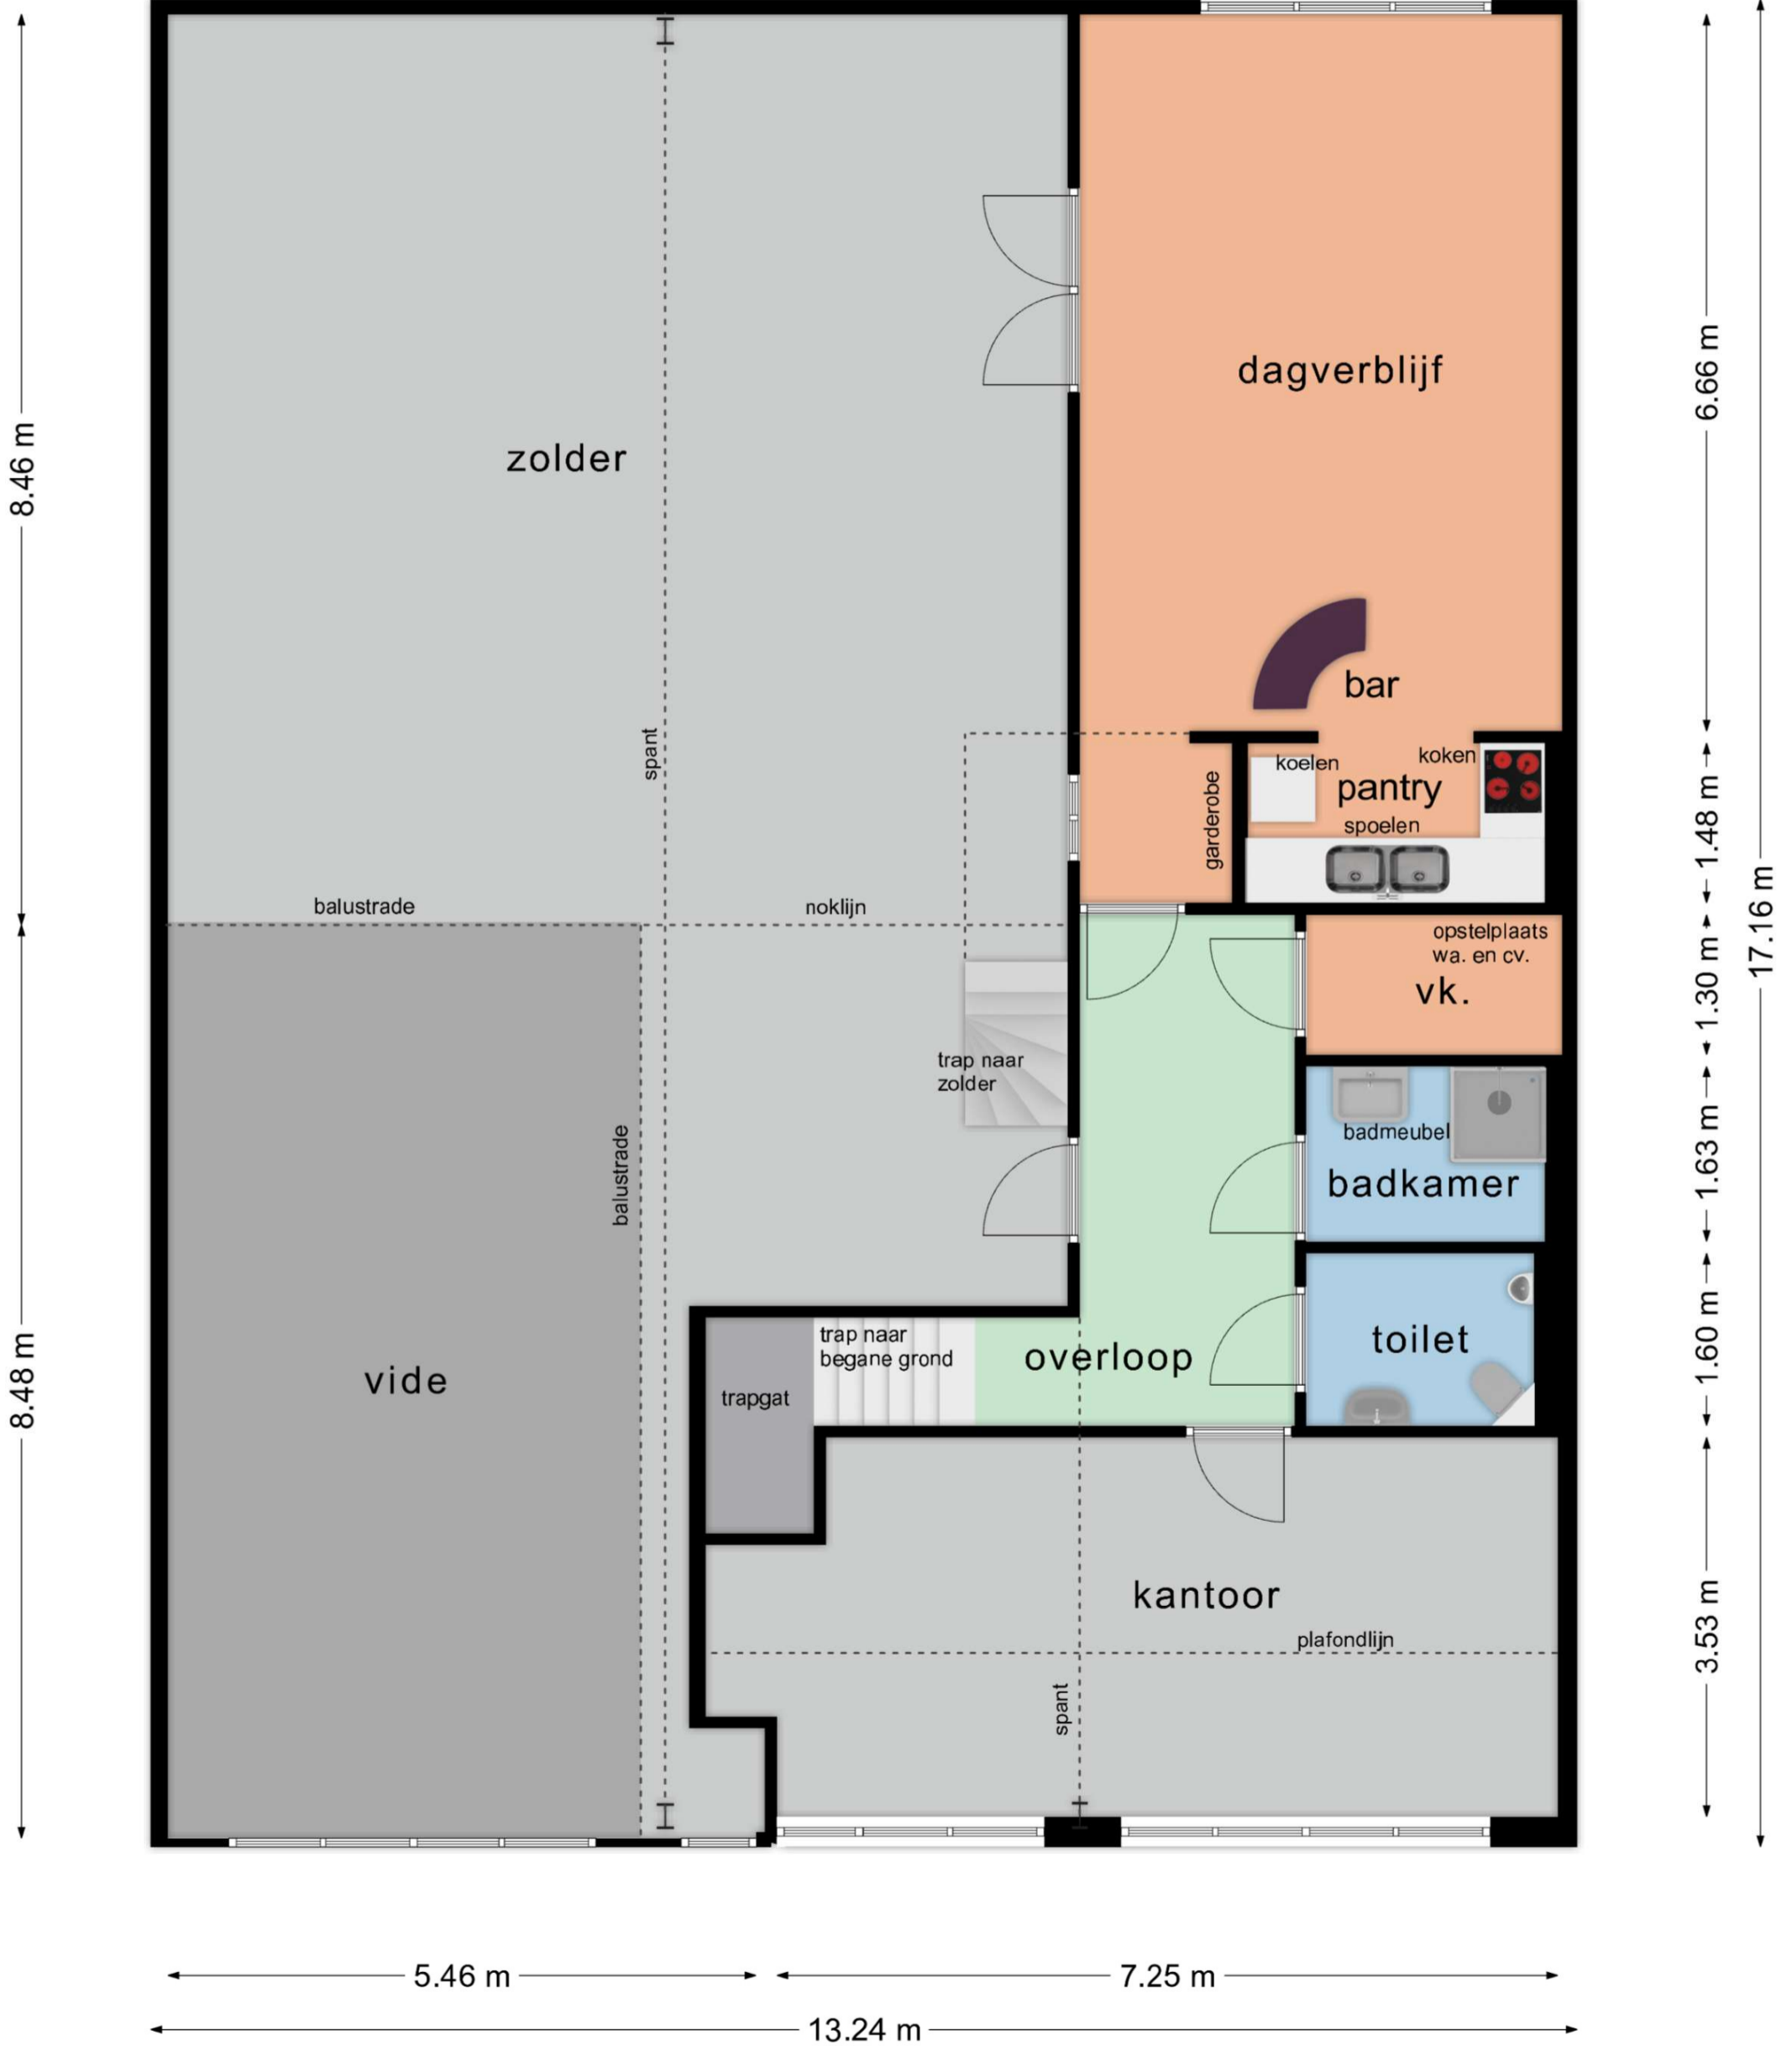 dagverblijf
6.66 m
8.46 m
zolder
bar
spant
koelen
koken
pantry
spoelen
garderobe
1.48 m
17.16 m
balustrade
noklijn
opstelplaats
wa. en cv.
vk.
1.30 m
trap naar
zolder
badmeubel
badkamer
1.63 m
balustrade
trap naar
begane grond
overloop
toilet
1.60 m
vide
8.48 m
trapgat
kantoor
plafondlijn
spant
3.53 m
5.46 m
7.25 m
13.24 m